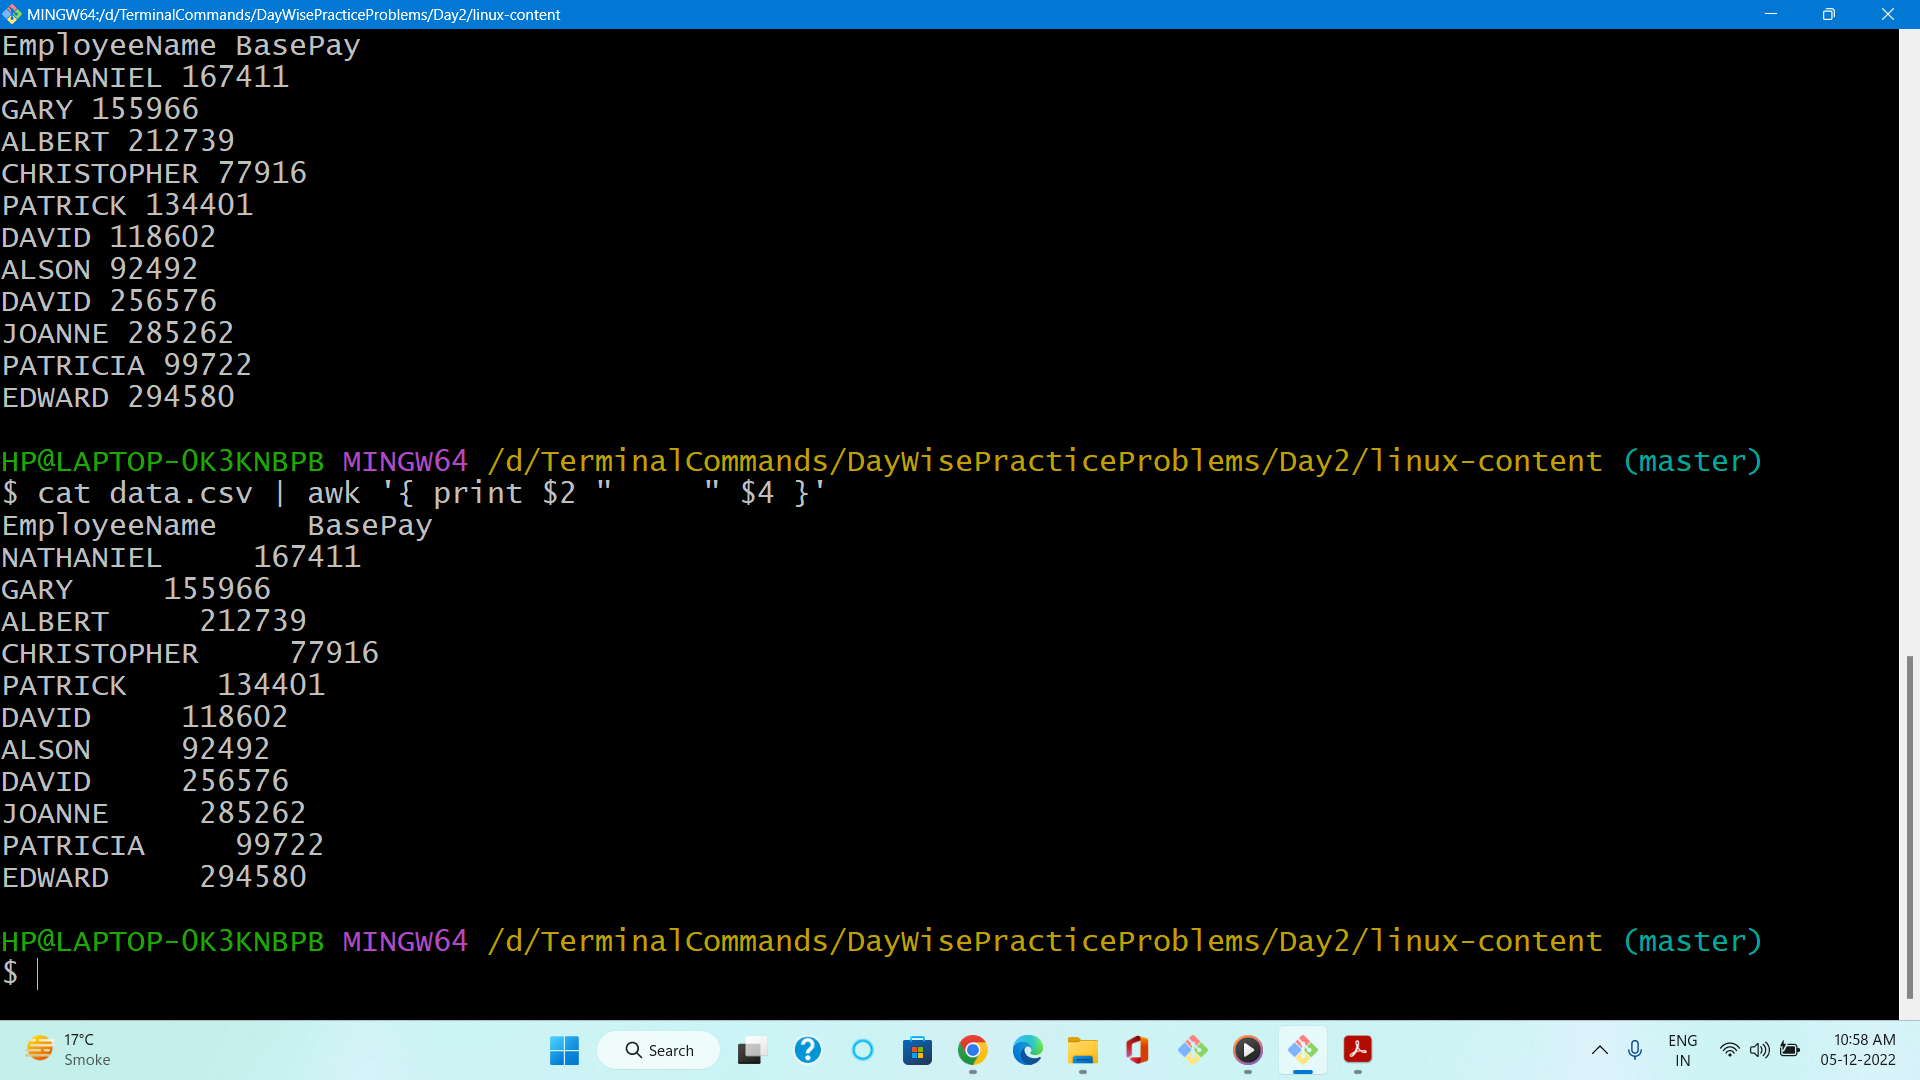 MINGW64:/d/TerminalCommands/DayWisePracticeProblems/Day2/linux-content
EmployeeName BasePay
NATHANIEL 167411
GARY 155966
ALBERT 212739
CHRISTOPHER 77916
PATRICK 134401
DAVID 118602
ALSON 92492
DAVID 256576
JOANNE 285262
PATRICIA 99722
EDWARD 294580
HP@LAPTOP-OK3KNBPB MINGW64 /d/TerminalCommands/DayWisePracticeProblems/Day2/linux-content (master)
$ cat data.csv | awk '{ print $2 "     " $4 }'
EmployeeName     BasePay
NATHANIEL     167411
GARY     155966
ALBERT     212739
CHRISTOPHER     77916
PATRICK     134401
DAVID     118602
ALSON     92492
DAVID     256576
JOANNE     285262
PATRICIA     99722
EDWARD     294580
HP@LAPTOP-OK3KNBPB MINGW64 /d/TerminalCommands/DayWisePracticeProblems/Day2/linux-content (master)
$
17°C
Smoke
Search
ENG
IN
10:58 AM
05-12-2022